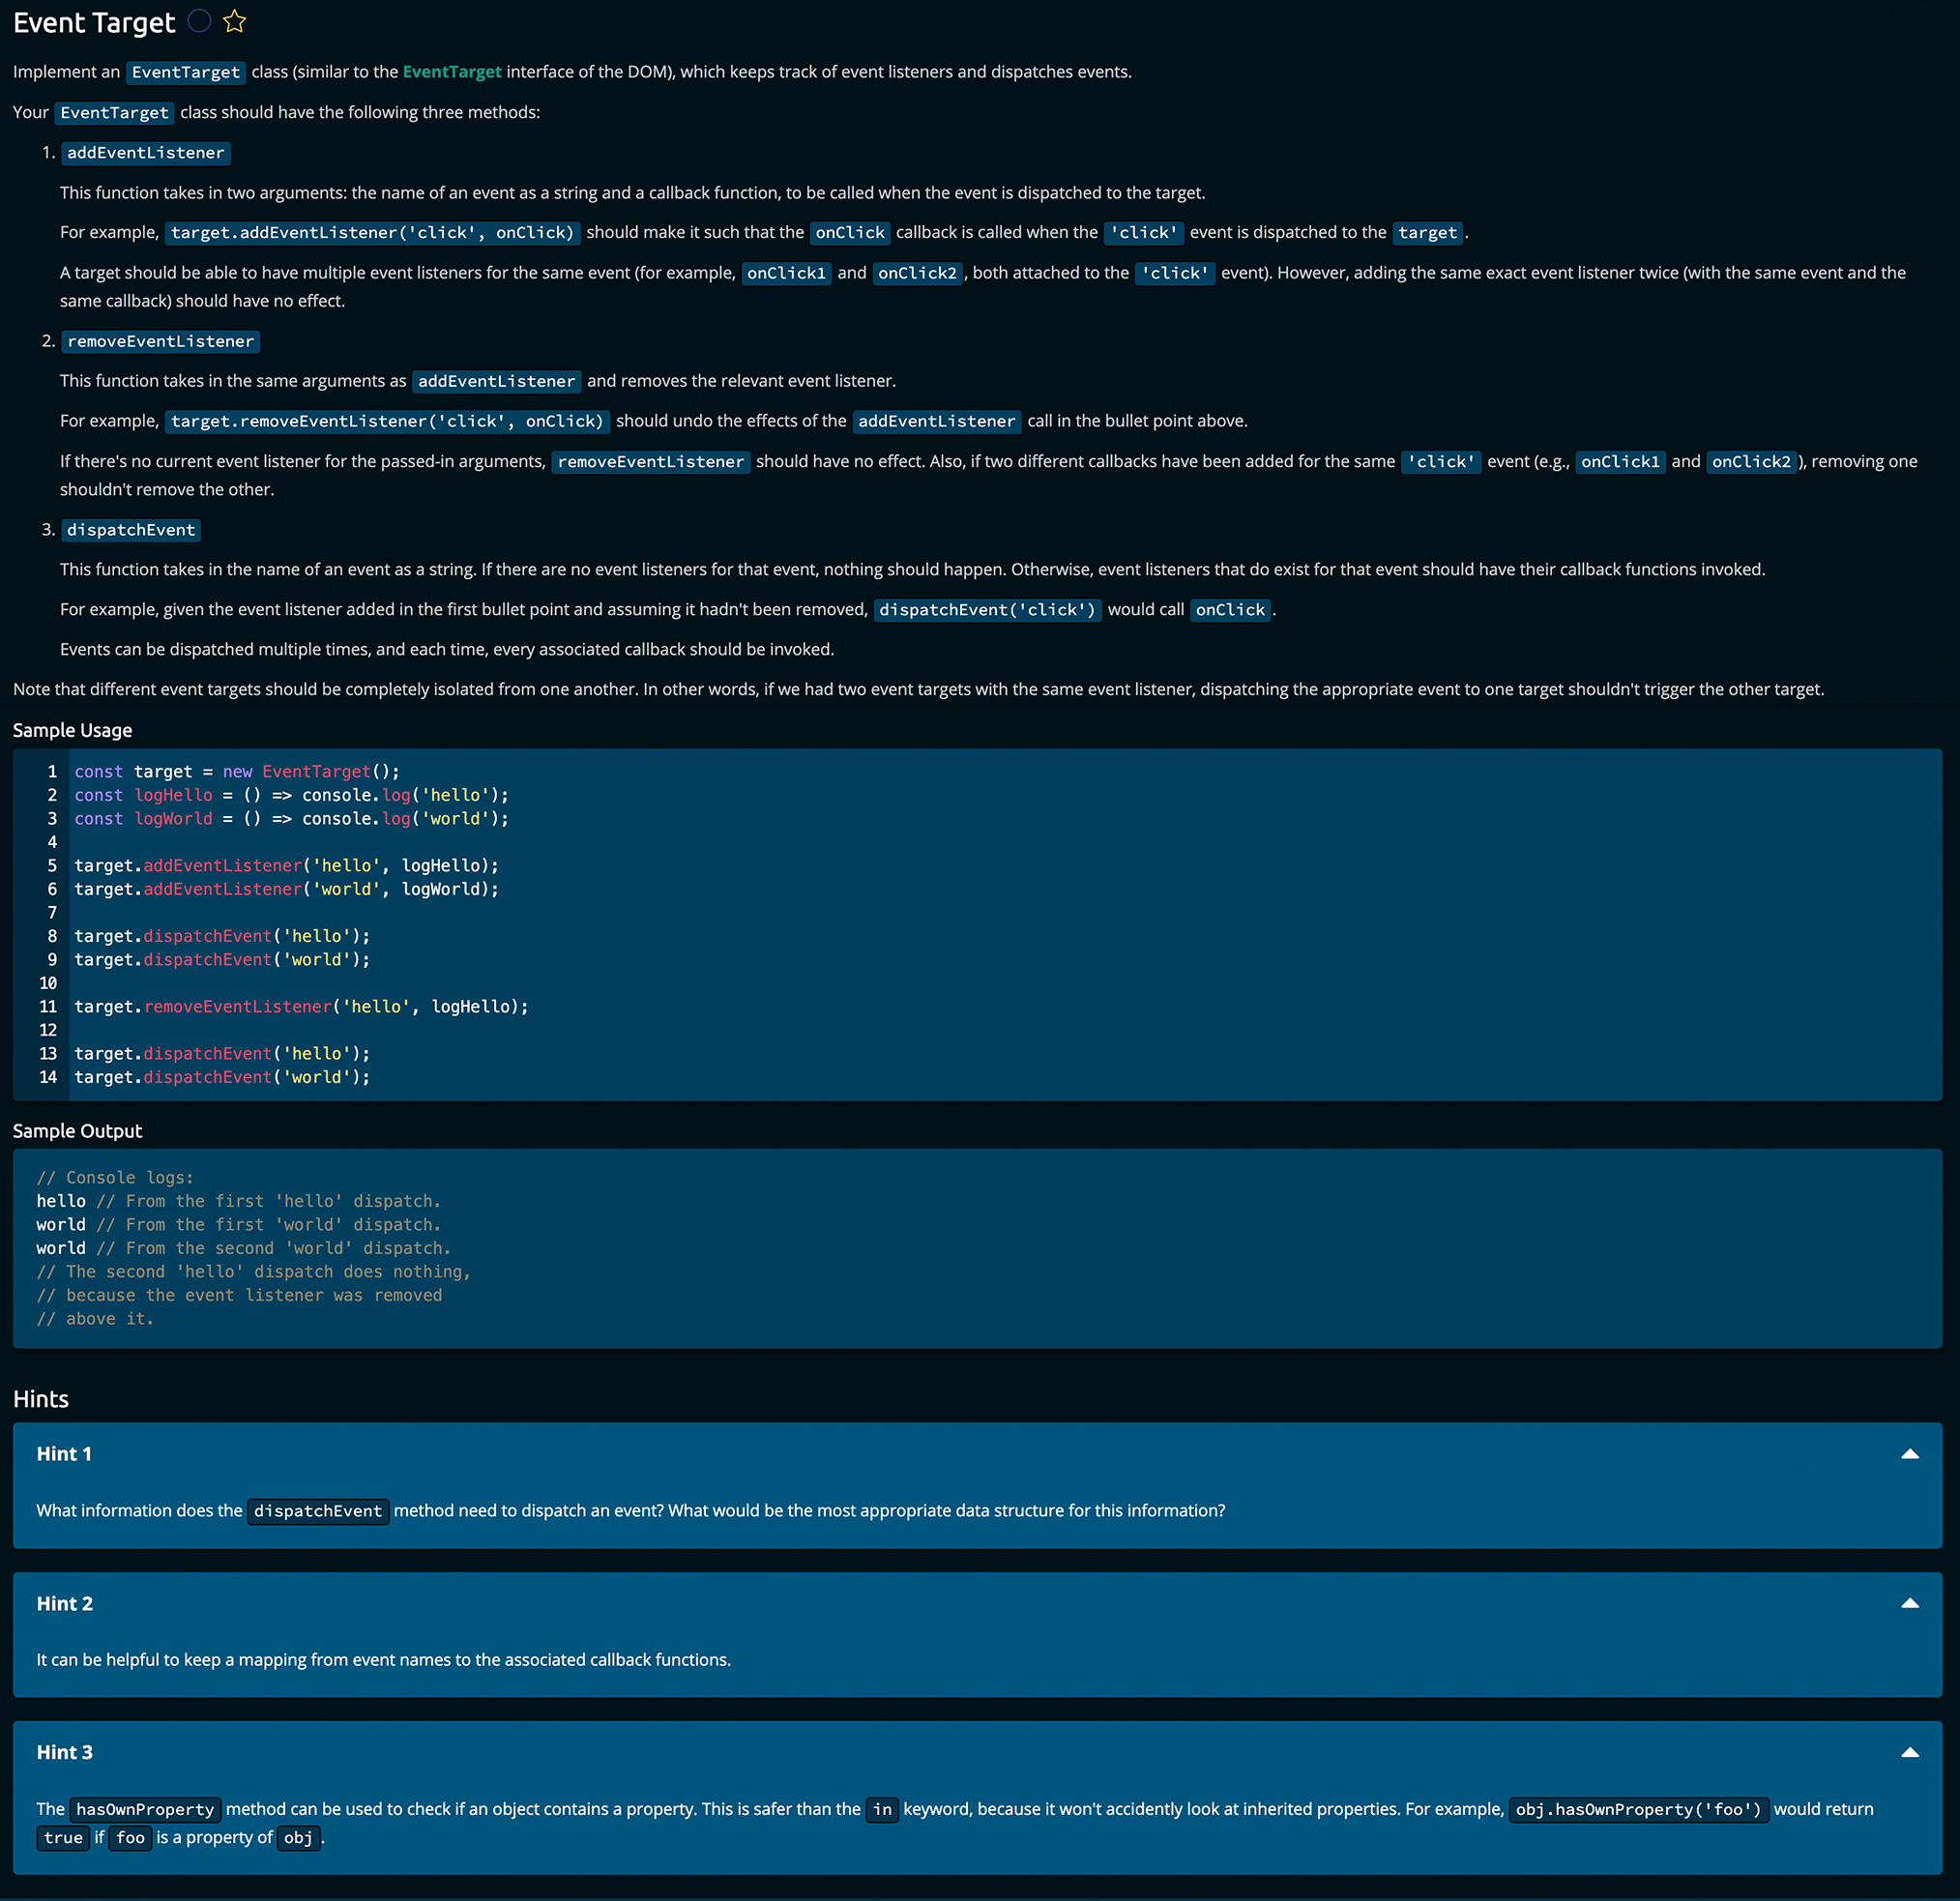 Event Target
Implement an EventTarget class (similar to the EventTarget interface of the DOM), which keeps track of event listeners and dispatches events.
Your EventTarget class should have the following three methods:
1. addEventListener
This function takes in two arguments: the name of an event as a string and a callback function, to be called when the event is dispatched to the target.
For example, target.addEventListener('click', onClick) should make it such that the onClick callback is called when the 'click' event is dispatched to the target.
A target should be able to have multiple event listeners for the same event (for example, onClick1 and onClick2, both attached to the 'click' event). However, adding the same exact event listener twice (with the same event and the
same callback) should have no effect.
2. removeEventListener
This function takes in the same arguments as addEventListener and removes the relevant event listener.
For example, target.removeEventListener('click', onClick) should undo the effects of the addEventListener call in the bullet point above.
If there's no current event listener for the passed-in arguments, removeEventListener should have no effect. Also, if two different callbacks have been added for the same 'click' event (e.g., onClick1 and onClick2), removing one
shouldn't remove the other.
3. dispatchEvent
This function takes in the name of an event as a string. If there are no event listeners for that event, nothing should happen. Otherwise, event listeners that do exist for that event should have their callback functions invoked.
For example, given the event listener added in the first bullet point and assuming it hadn't been removed, dispatchEvent('click') would call onClick.
Events can be dispatched multiple times, and each time, every associated callback should be invoked.
Note that different event targets should be completely isolated from one another. In other words, if we had two event targets with the same event listener, dispatching the appropriate event to one target shouldn't trigger the other target.
Sample Usage
1 const target = new EventTarget();
2 const logHello = () => console.log('hello');
3 const logWorld = () => console.log('world');
4
5 target.addEventListener('hello', logHello);
6 target.addEventListener('world', logWorld);
7
8 target.dispatchEvent('hello');
9 target.dispatchEvent('world');
10
11 target.removeEventListener('hello', logHello);
12
13 target.dispatchEvent('hello');
14 target.dispatchEvent('world');
Sample Output
// Console logs:
hello // From the first 'hello' dispatch.
world // From the first 'world' dispatch.
world // From the second 'world' dispatch.
// The second 'hello' dispatch does nothing,
// because the event listener was removed
// above it.
Hints
Hint 1
What information does the dispatchEvent method need to dispatch an event? What would be the most appropriate data structure for this information?
Hint 2
It can be helpful to keep a mapping from event names to the associated callback functions.
Hint 3
The hasOwnProperty method can be used to check if an object contains a property. This is safer than the in keyword, because it won't accidently look at inherited properties. For example, obj.hasOwnProperty('foo') would return
true if foo is a property of obj.